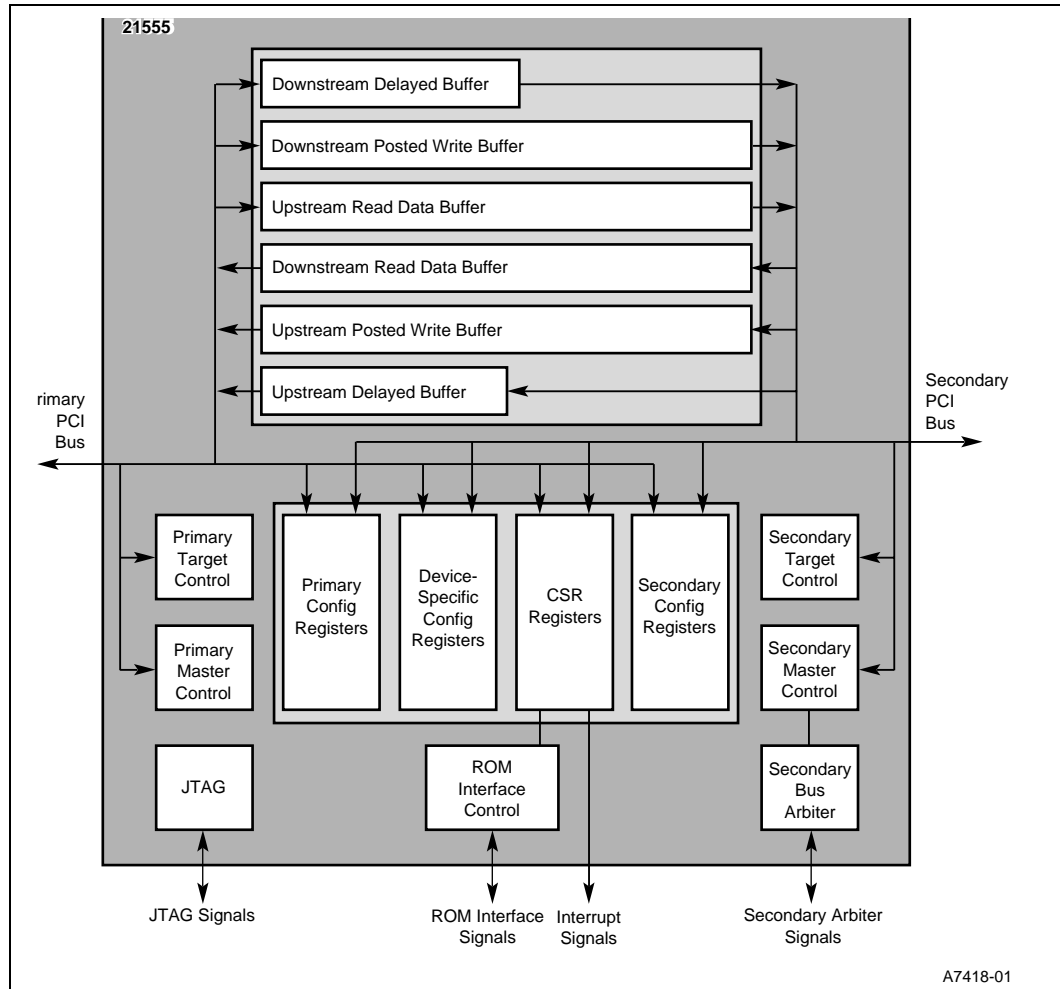 21555
Downstream Delayed Buffer
Downstream Posted Write Buffer
Upstream Read Data Buffer
Downstream Read Data Buffer
Upstream Posted Write Buffer
Upstream Delayed Buffer
rimary
PCI
Bus
Secondary
PCI
Bus
Primary
Target
Control
Primary
Master
Control
Primary
Config
Registers
Device-
Specific
Config
Registers
CSR
Registers
Secondary
Config
Registers
Secondary
Target
Control
Secondary
Master
Control
JTAG
ROM
Interface
Control
Secondary
Bus
Arbiter
JTAG Signals
ROM Interface
Signals
Interrupt
Signals
Secondary Arbiter
Signals
A7418-01